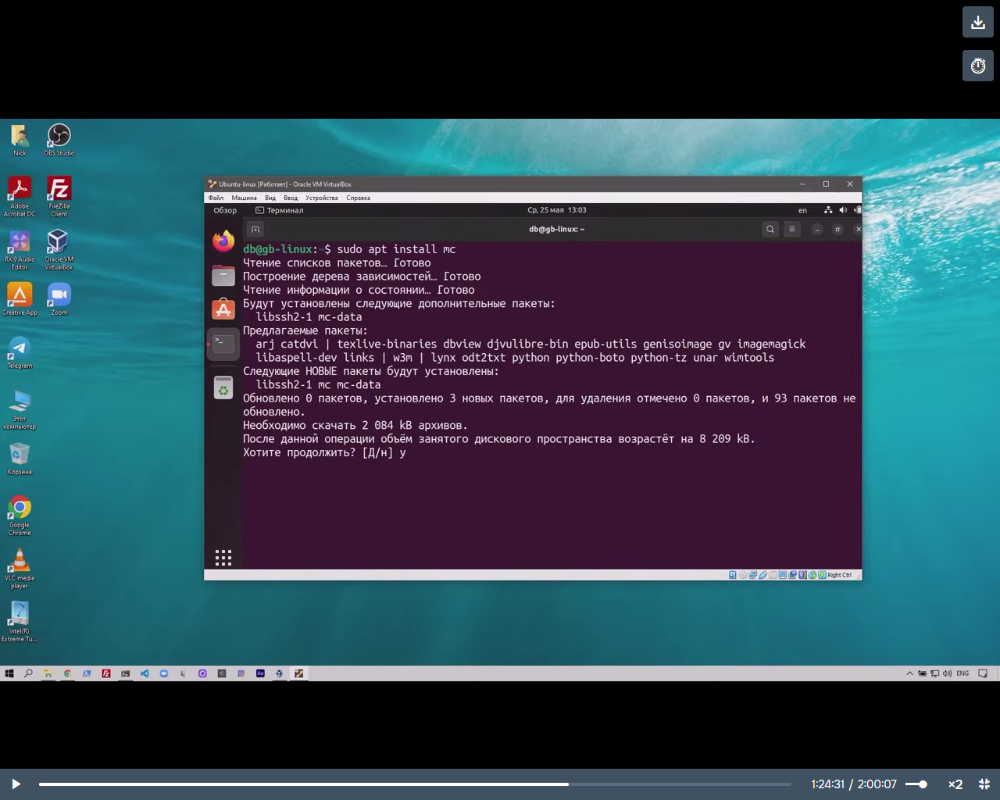 Nick
OBS Studio
Adobe
Acrobat DC
FileZilla
Client
RX 9 Audio
Editor
Oracle VM
VirtualBox
Creative App
Zoom
Telegram
Этот
компьютер
Корзина
Google
Chrome
VLC media
player
Intel(R)
Extreme Tu...
Ubuntu-linux [Работает] - Oracle VM VirtualBox
Файл Машина Вид Ввод Устройства Справка
Обзор Терминал Ср, 25 мая 13:03 en
db@gb-linux: ~
db@gb-linux:~$ sudo apt install mc
Чтение списков пакетов… Готово
Построение дерева зависимостей… Готово
Чтение информации о состоянии… Готово
Будут установлены следующие дополнительные пакеты:
libssh2-1 mc-data
Предлагаемые пакеты:
arj catdvi | texlive-binaries dbview djvulibre-bin epub-utils genisoimage gv imagemagick
libaspell-dev links | w3m | lynx odt2txt python python-boto python-tz unar wimtools
Следующие НОВЫЕ пакеты будут установлены:
libssh2-1 mc mc-data
Обновлено 0 пакетов, установлено 3 новых пакетов, для удаления отмечено 0 пакетов, и 93 пакетов не
обновлено.
Необходимо скачать 2 084 kB архивов.
После данной операции объём занятого дискового пространства возрастёт на 8 209 kB.
Хотите продолжить? [Д/н] y
Right Ctrl
Au
ENG
1:24:31 / 2:00:07 ×2